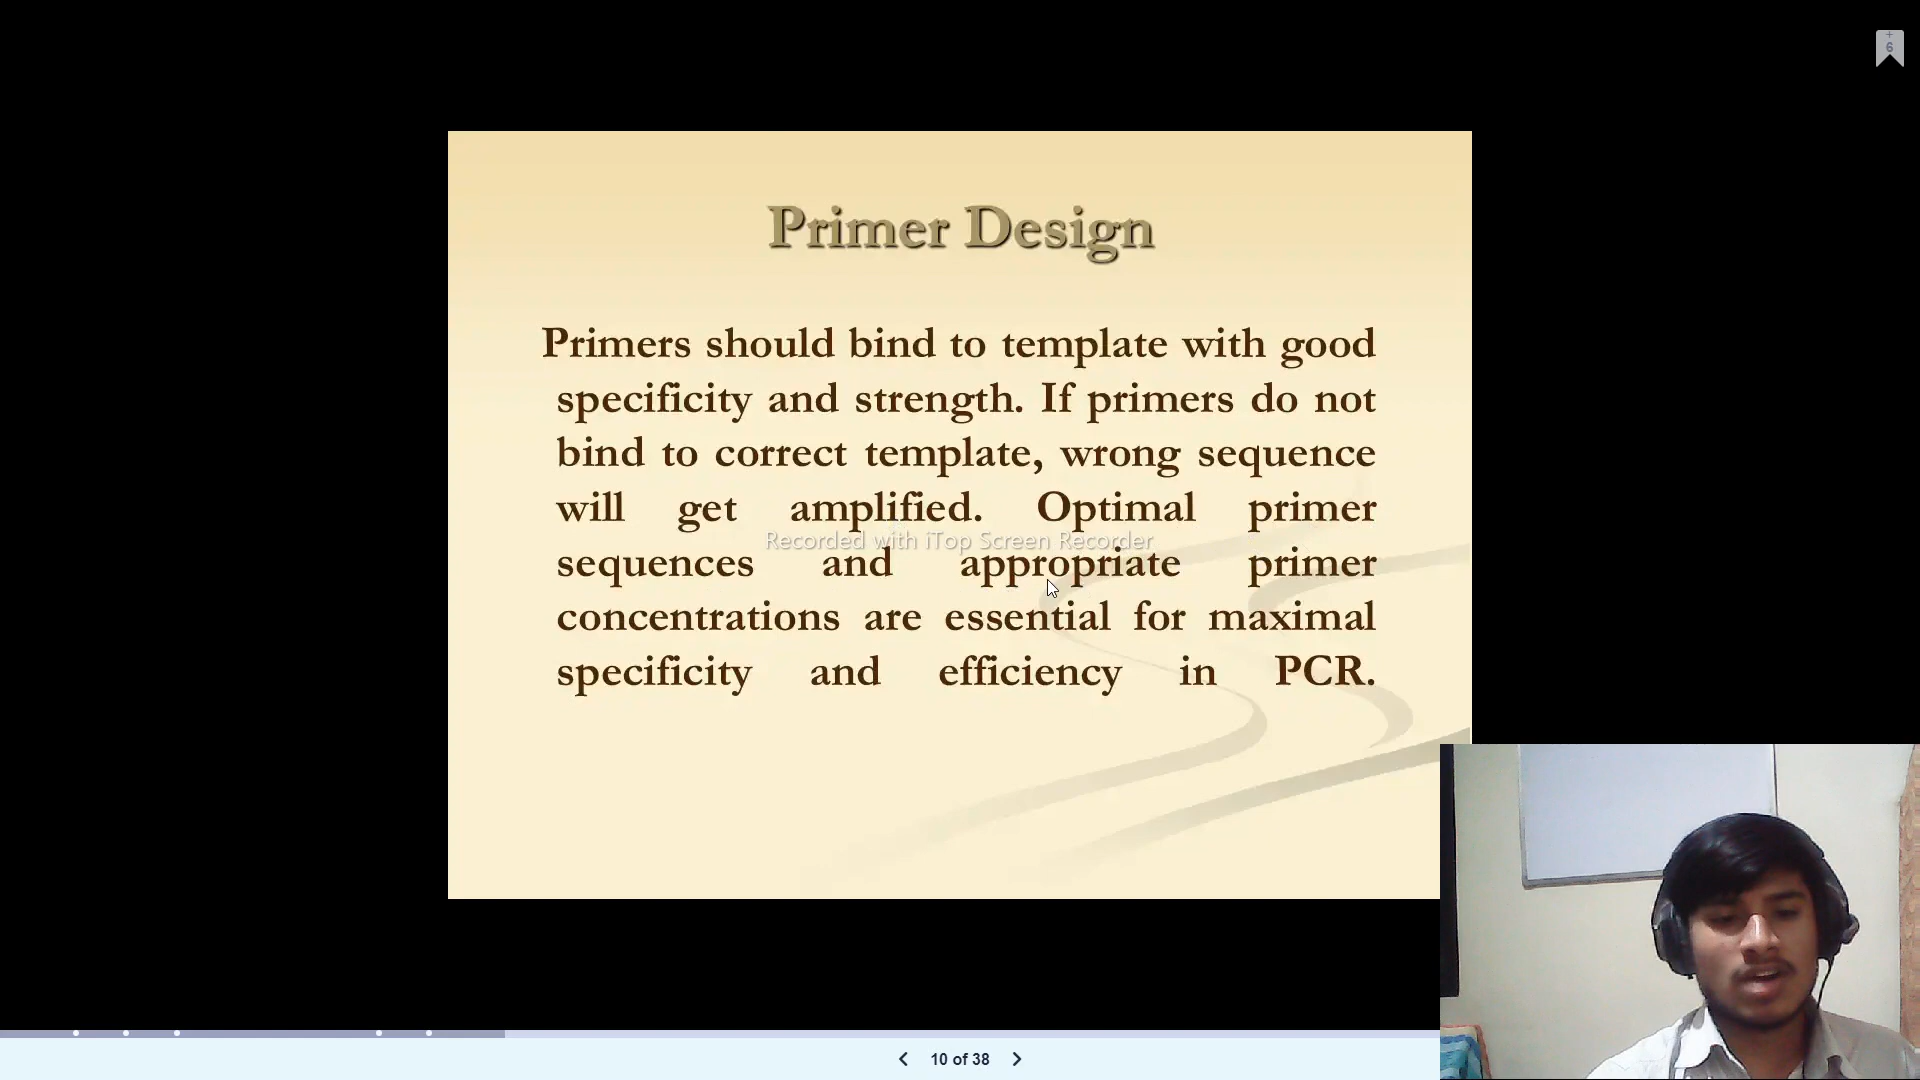 +
6
Primer Design
Primers should bind to template with good
specificity and strength. If primers do not
bind to correct template, wrong sequence
will get amplified. Optimal primer
Recorded with iTop Screen Recorder
sequences and appropriate primer
concentrations are essential for maximal
specificity and efficiency in PCR.
10 of 38